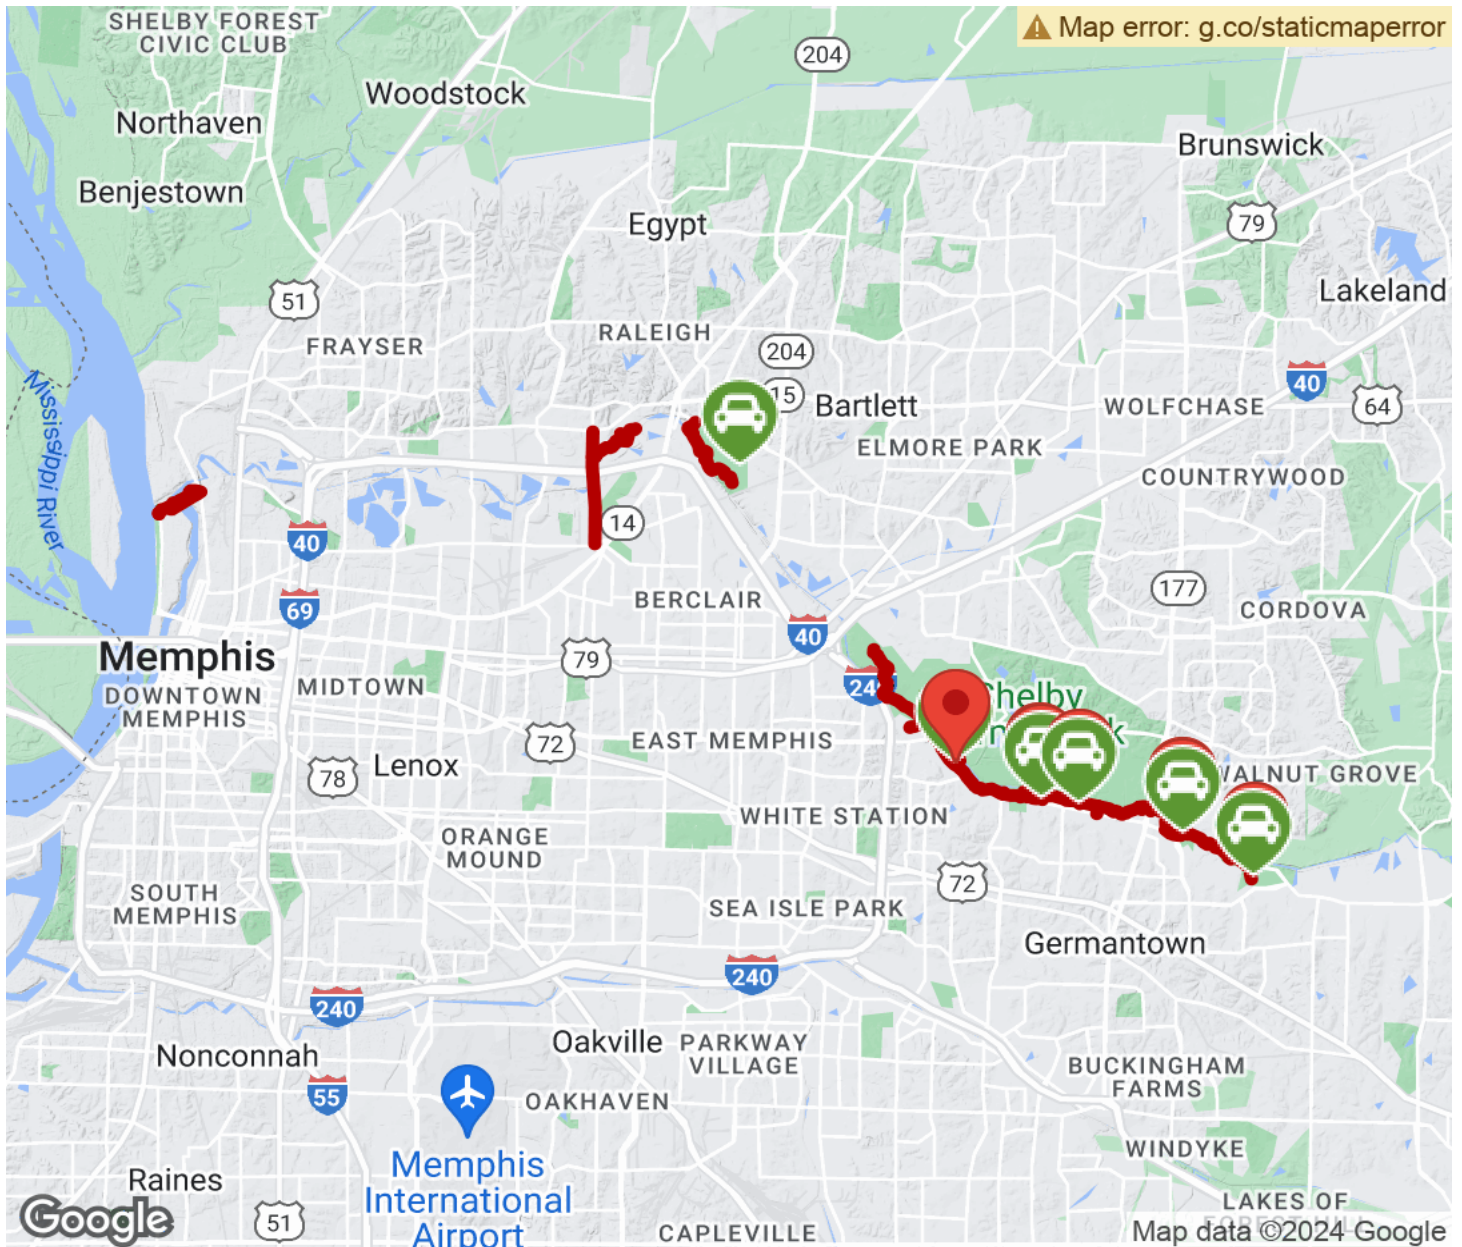 SHELBY FOREST
CIVIC CLUB
Map error: g.co/staticmaperror
204
Woodstock
Northaven
Brunswick
Benjestown
Egypt
79
51
Lakeland
RALEIGH
FRAYSER
204
40
Mississippi River
15
Bartlett
WOLFCHASE
64
ELMORE PARK
COUNTRYWOOD
14
40
177
BERCLAIR
69
CORDOVA
40
Memphis
79
DOWNTOWN
MEMPHIS
MIDTOWN
Shelby
72
EAST MEMPHIS
78
Lenox
WALNUT GROVE
WHITE STATION
ORANGE
MOUND
SOUTH
MEMPHIS
72
SEA ISLE PARK
Germantown
240
240
Oakville
PARKWAY
VILLAGE
Nonconnah
BUCKINGHAM
FARMS
55
OAKHAVEN
WINDYKE
Memphis
International
Airport
Raines
LAKES OF
51
Google
CAPLEVILLE
Map data ©2024 Google